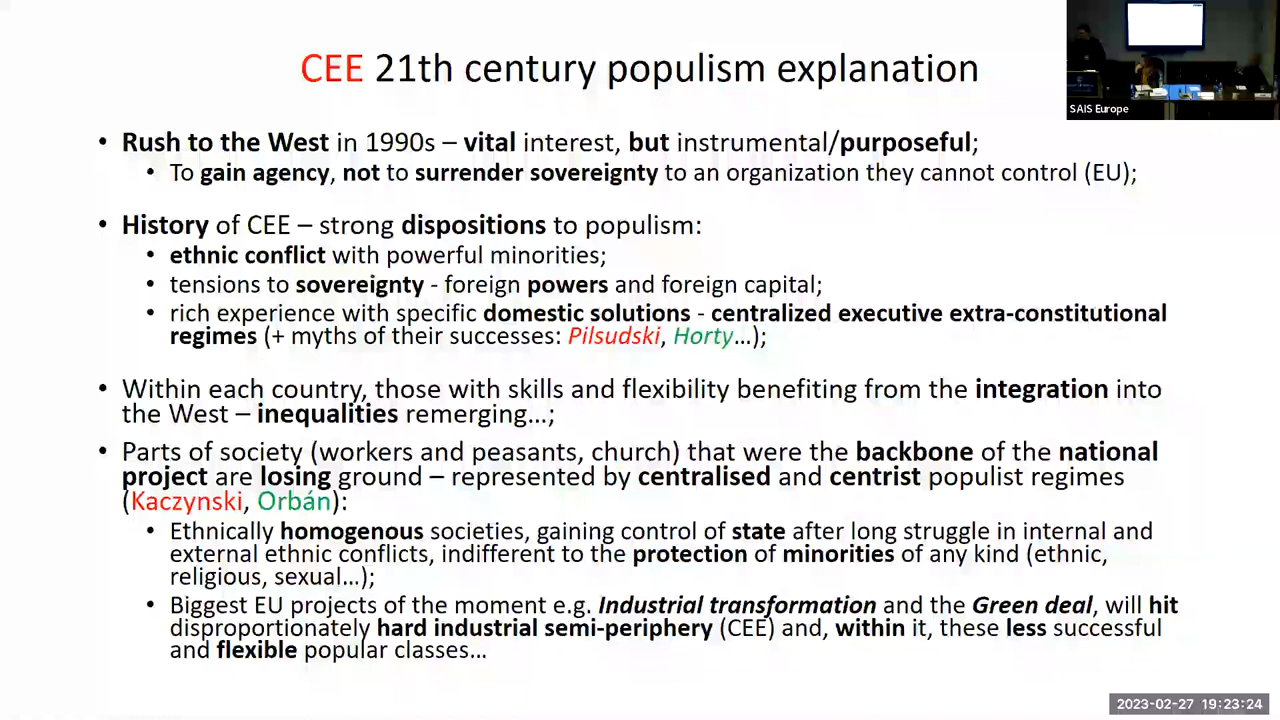 CEE 21th century populism explanation
SAIS Europe
• Rush to the West in 1990s – vital interest, but instrumental/purposeful;
• To gain agency, not to surrender sovereignty to an organization they cannot control (EU);
• History of CEE – strong dispositions to populism:
• ethnic conflict with powerful minorities;
• tensions to sovereignty - foreign powers and foreign capital;
• rich experience with specific domestic solutions - centralized executive extra-constitutional
regimes (+ myths of their successes: Pilsudski, Horty…);
• Within each country, those with skills and flexibility benefiting from the integration into
the West – inequalities remerging…;
• Parts of society (workers and peasants, church) that were the backbone of the national
project are losing ground – represented by centralised and centrist populist regimes
(Kaczynski, Orbán):
• Ethnically homogenous societies, gaining control of state after long struggle in internal and
external ethnic conflicts, indifferent to the protection of minorities of any kind (ethnic,
religious, sexual…);
• Biggest EU projects of the moment e.g. Industrial transformation and the Green deal, will hit
disproportionately hard industrial semi-periphery (CEE) and, within it, these less successful
and flexible popular classes…
2023-02-27 19:23:24